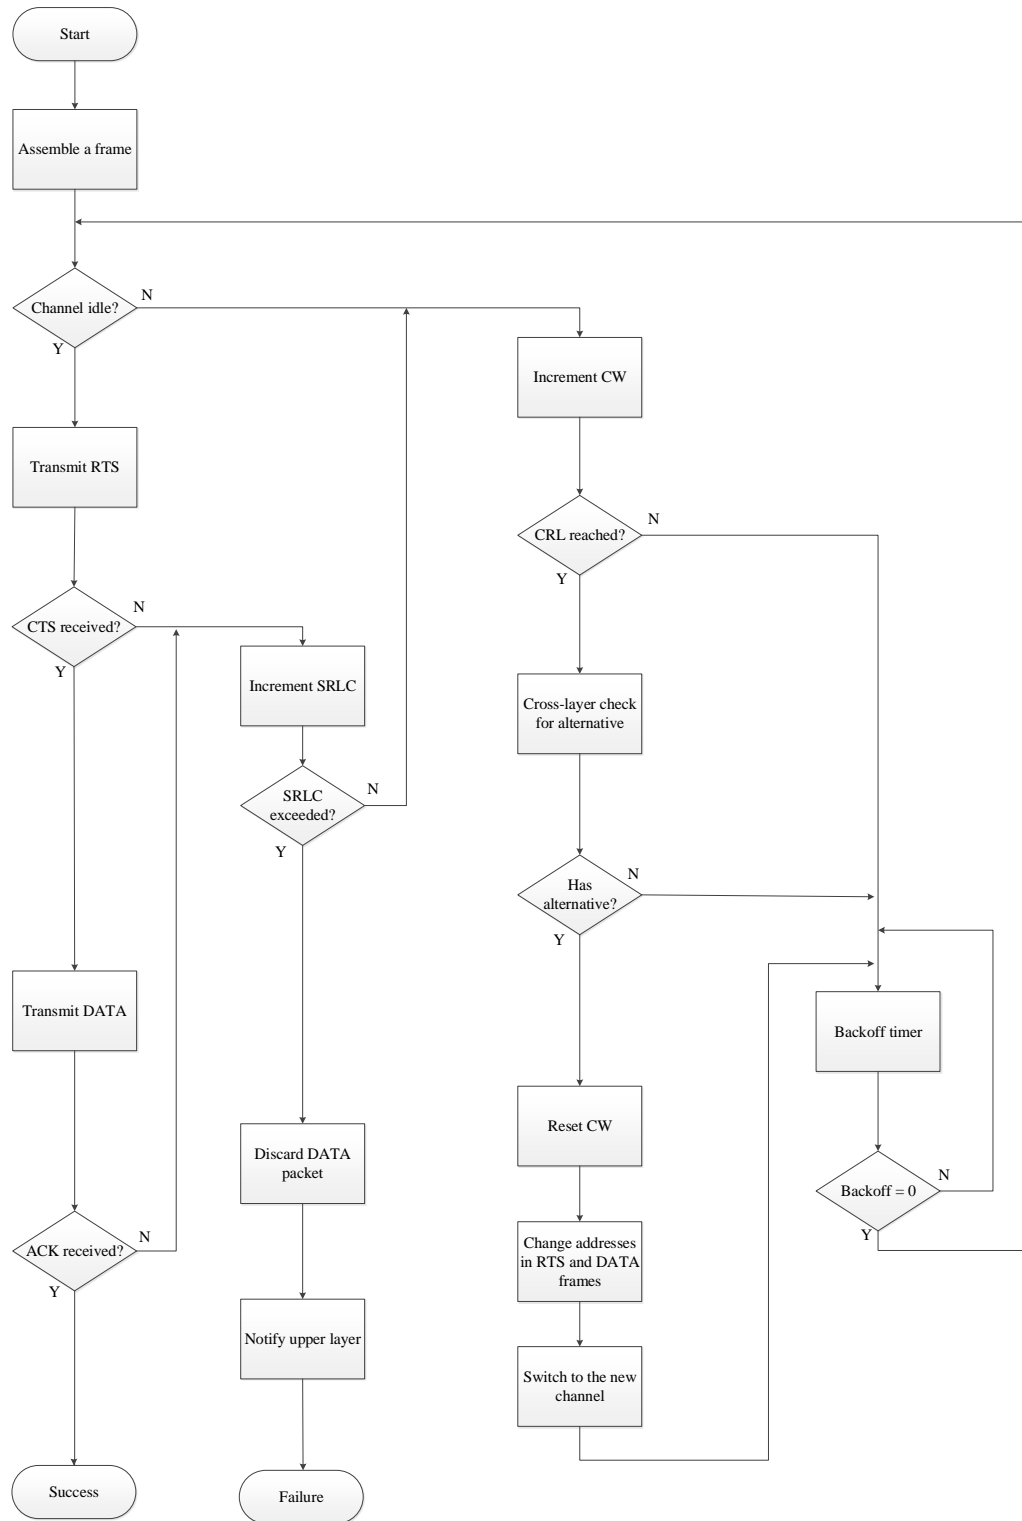 Start
Assemble a frame
Channel idle?
N
Y
Increment CW
Transmit RTS
CRL reached?
N
Y
CTS received?
N
Y
Increment SRLC
Cross-layer check
for alternative
SRLC
exceeded?
N
Y
Has
alternative?
N
Y
Transmit DATA
Backoff timer
Reset CW
Discard DATA
packet
Backoff = 0
N
Y
ACK received?
N
Y
Change addresses
in RTS and DATA
frames
Notify upper layer
Switch to the new
channel
Success
Failure